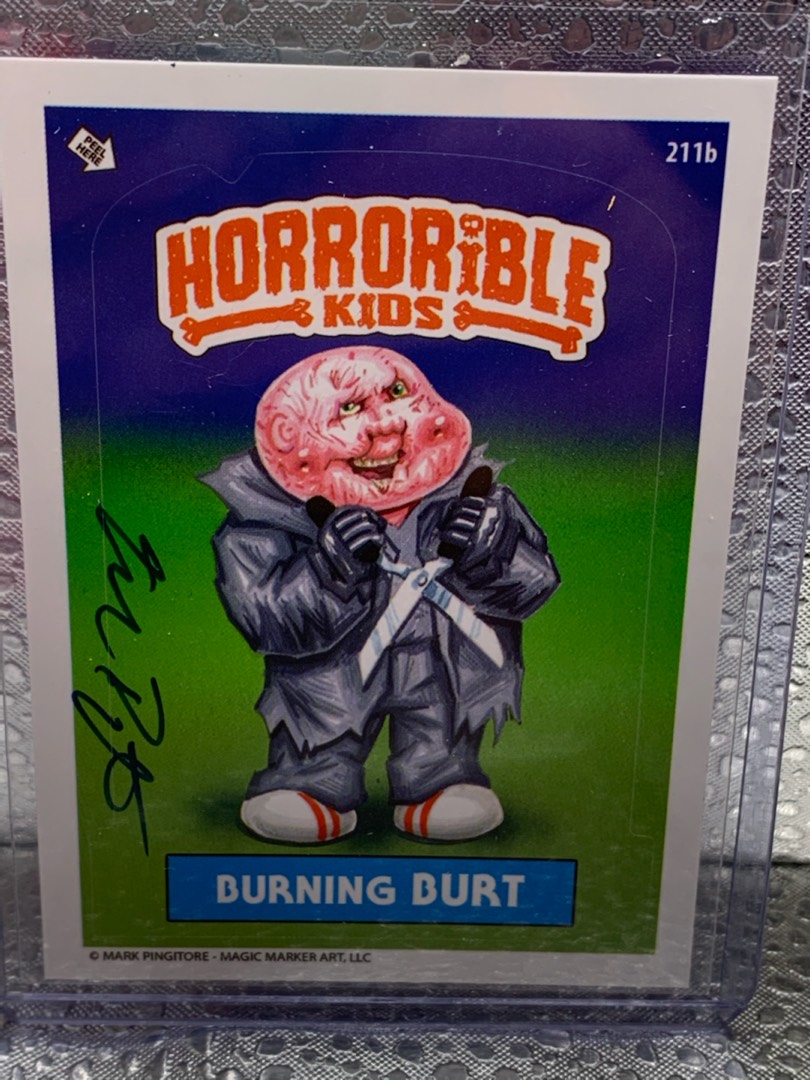 PEEL
HERE
211b
HORRORiBLE
KIDS
BURNING BURT
© MARK PINGITORE - MAGIC MARKER ART, LLC